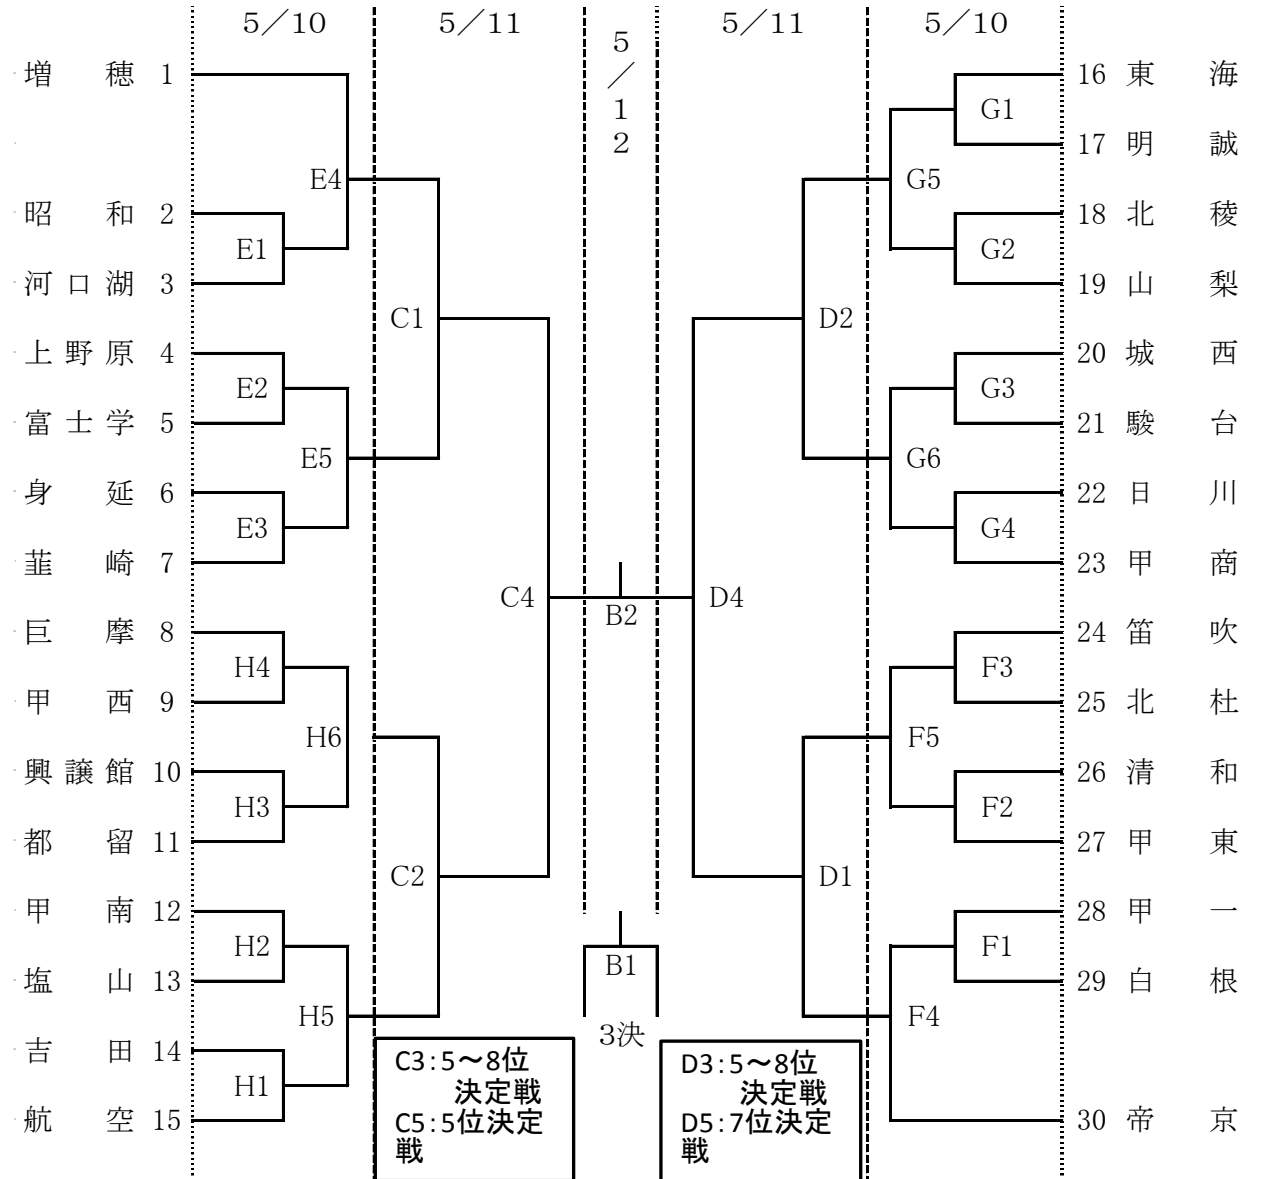 5/10 5/11 5/12 5/11 5/10
増穂 1
昭和 2
河口湖 3
上野原 4
富士学 5
身延 6
韮崎 7
巨摩 8
甲西 9
興譲館 10
都留 11
甲南 12
塩山 13
吉田 14
航空 15
E4
E1
E2
E5
E3
H4
H6
H3
H2
H5
H1
C1
C4
C2
B2
B1
3決
D2
D4
D1
G1
G5
G2
G3
G6
G4
F3
F5
F2
F1
F4
16 東海
17 明誠
18 北稜
19 山梨
20 城西
21 駿台
22 日川
23 甲商
24 笛吹
25 北杜
26 清和
27 甲東
28 甲一
29 白根
30 帝京
C3:5〜8位
決定戦
C5:5位決定
戦
D3:5〜8位
決定戦
D5:7位決定
戦